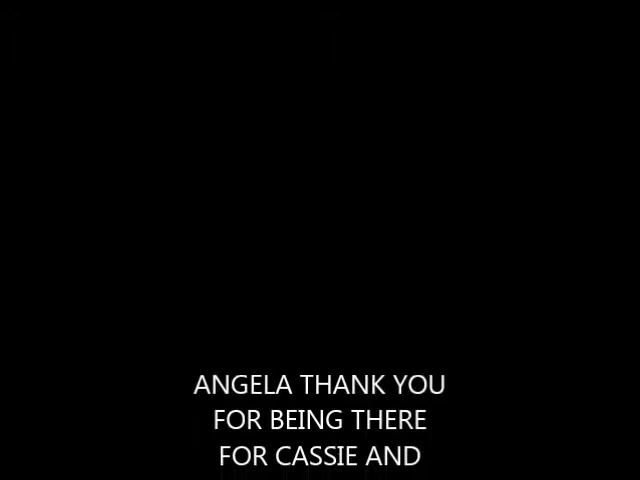 ANGELA THANK YOU
FOR BEING THERE
FOR CASSIE AND